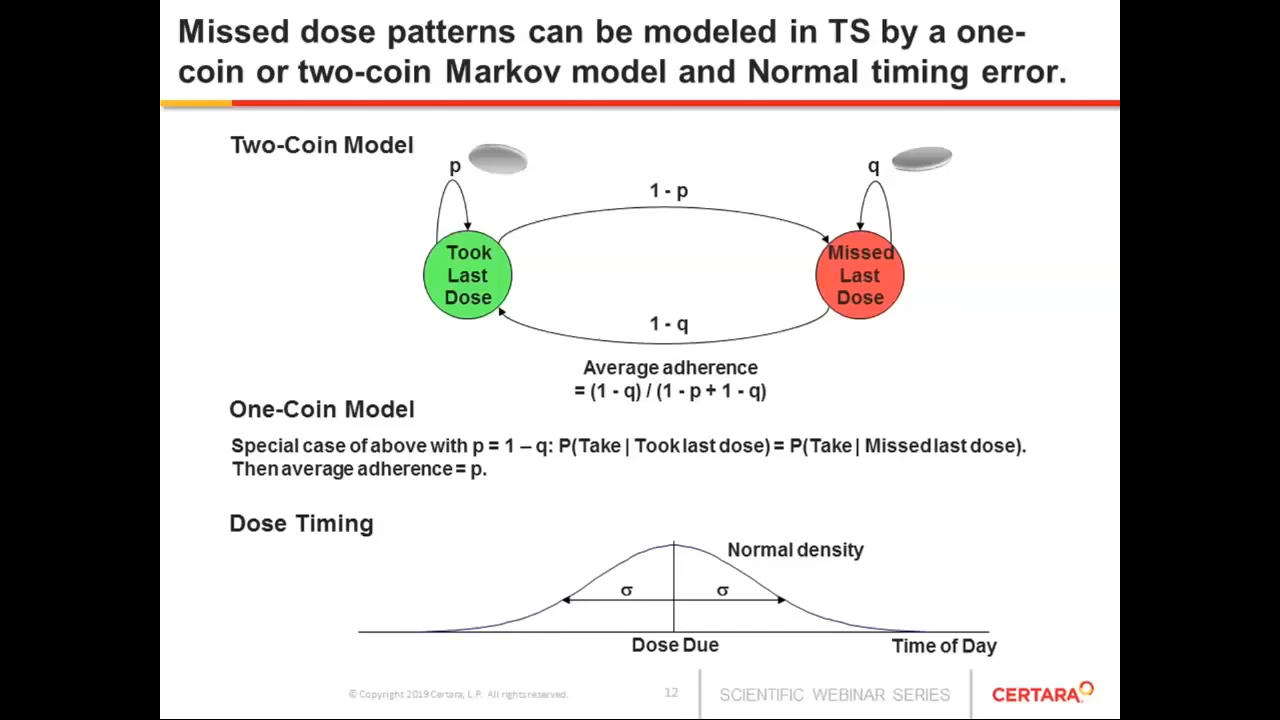 Missed dose patterns can be modeled in TS by a one-
coin or two-coin Markov model and Normal timing error.
Two-Coin Model
p
q
1 - p
Took
Last
Dose
Missed
Last
Dose
1 - q
Average adherence
= (1 - q) / (1 - p + 1 - q)
One-Coin Model
Special case of above with p = 1 – q: P(Take | Took last dose) = P(Take | Missed last dose).
Then average adherence = p.
Dose Timing
Normal density
σ
σ
Dose Due
Time of Day
© Copyright 2019 Certara, L.P. All rights reserved.
12
SCIENTIFIC WEBINAR SERIES
CERTARA